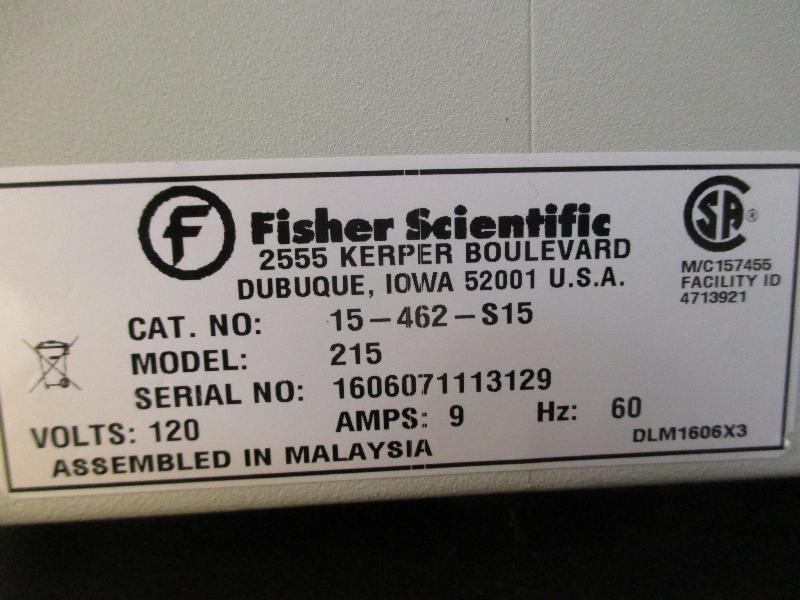 F Fisher Scientific
2555 KERPER BOULEVARD
DUBUQUE, IOWA 52001 U.S.A.
SA ®
M/C157455
FACILITY ID
4713921
CAT. NO: 15-462-S15
MODEL: 215
SERIAL NO: 1606071113129
VOLTS: 120 AMPS: 9 Hz: 60
ASSEMBLED IN MALAYSIA
DLM1606X3